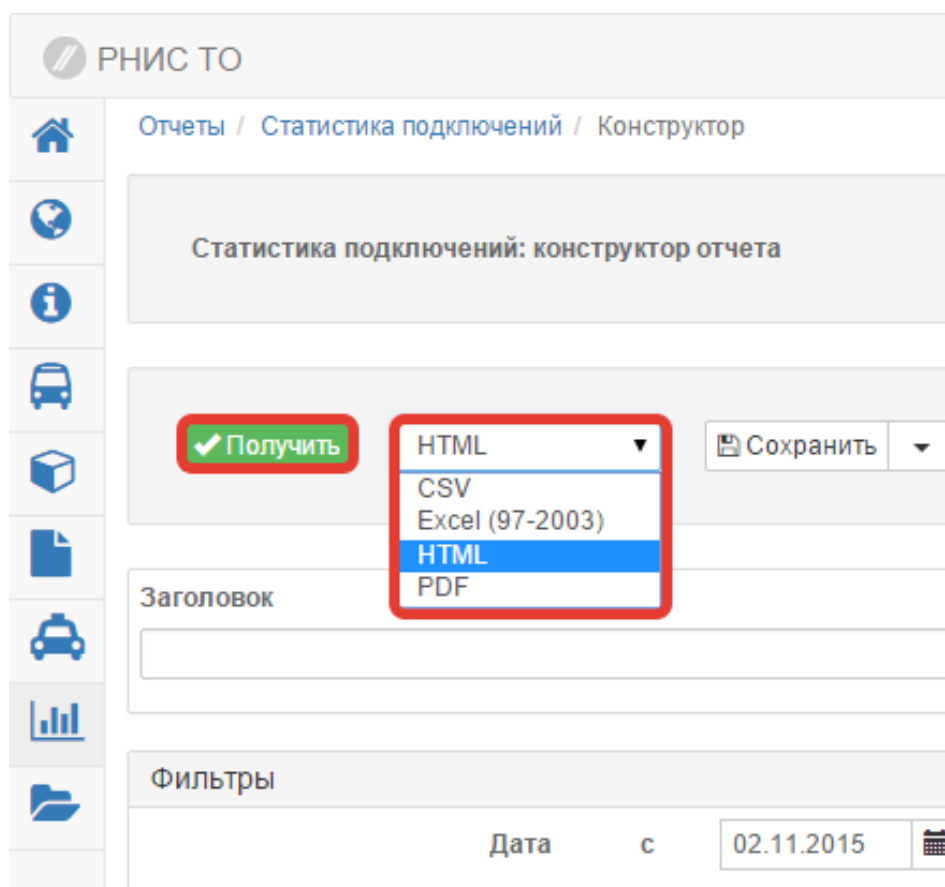 РНИС ТО
Отчеты / Статистика подключений / Конструктор
Статистика подключений: конструктор отчета
Получить HTML Сохранить
CSV
Excel (97-2003)
HTML
PDF
Заголовок
Фильтры
Дата с 02.11.2015